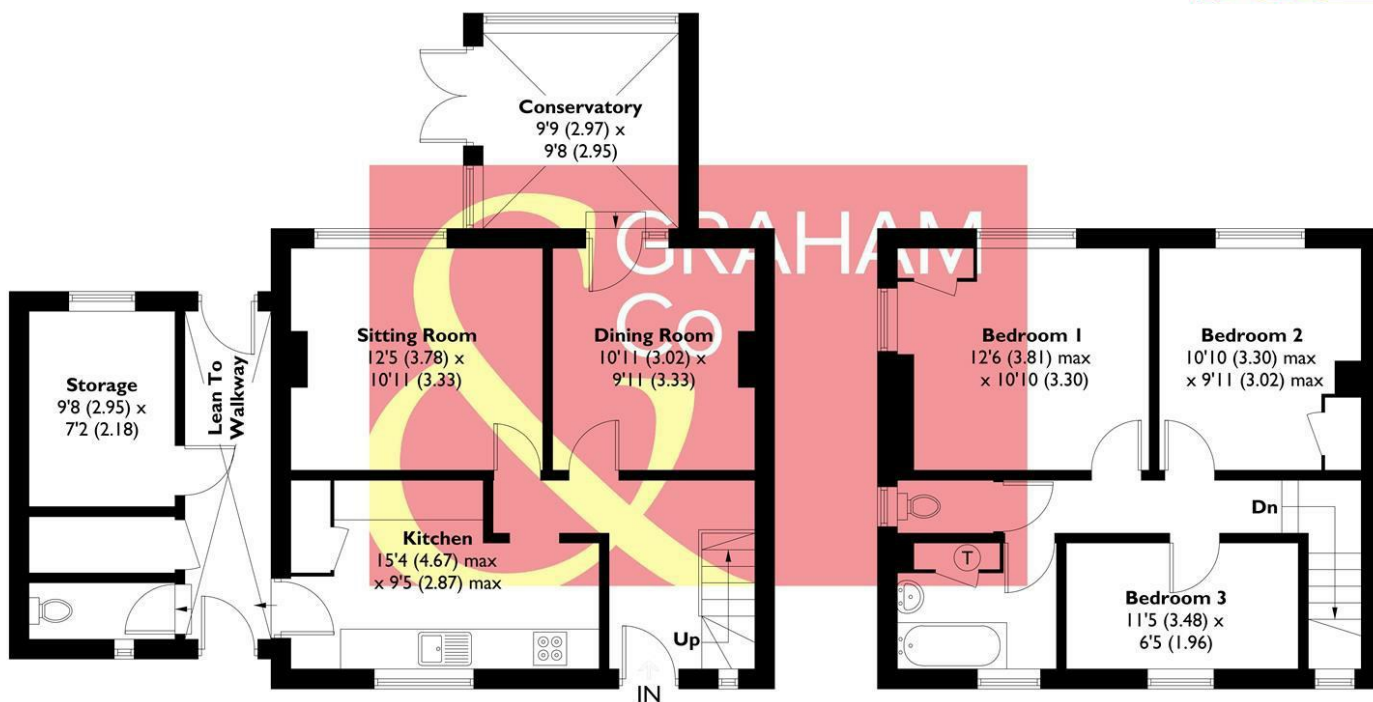 Conservatory
9'9 (2.97) x
9'8 (2.95)
GRAHAM
&
Co
Sitting Room
12'5 (3.78) x
10'11 (3.33)
Dining Room
10'11 (3.02) x
9'11 (3.33)
Storage
9'8 (2.95) x
7'2 (2.18)
Lean To
Walkway
Kitchen
15'4 (4.67) max
x 9'5 (2.87) max
Up
IN
Bedroom 1
12'6 (3.81) max
x 10'10 (3.30)
Bedroom 2
10'10 (3.30) max
x 9'11 (3.02) max
Dn
T
Bedroom 3
11'5 (3.48) x
6'5 (1.96)